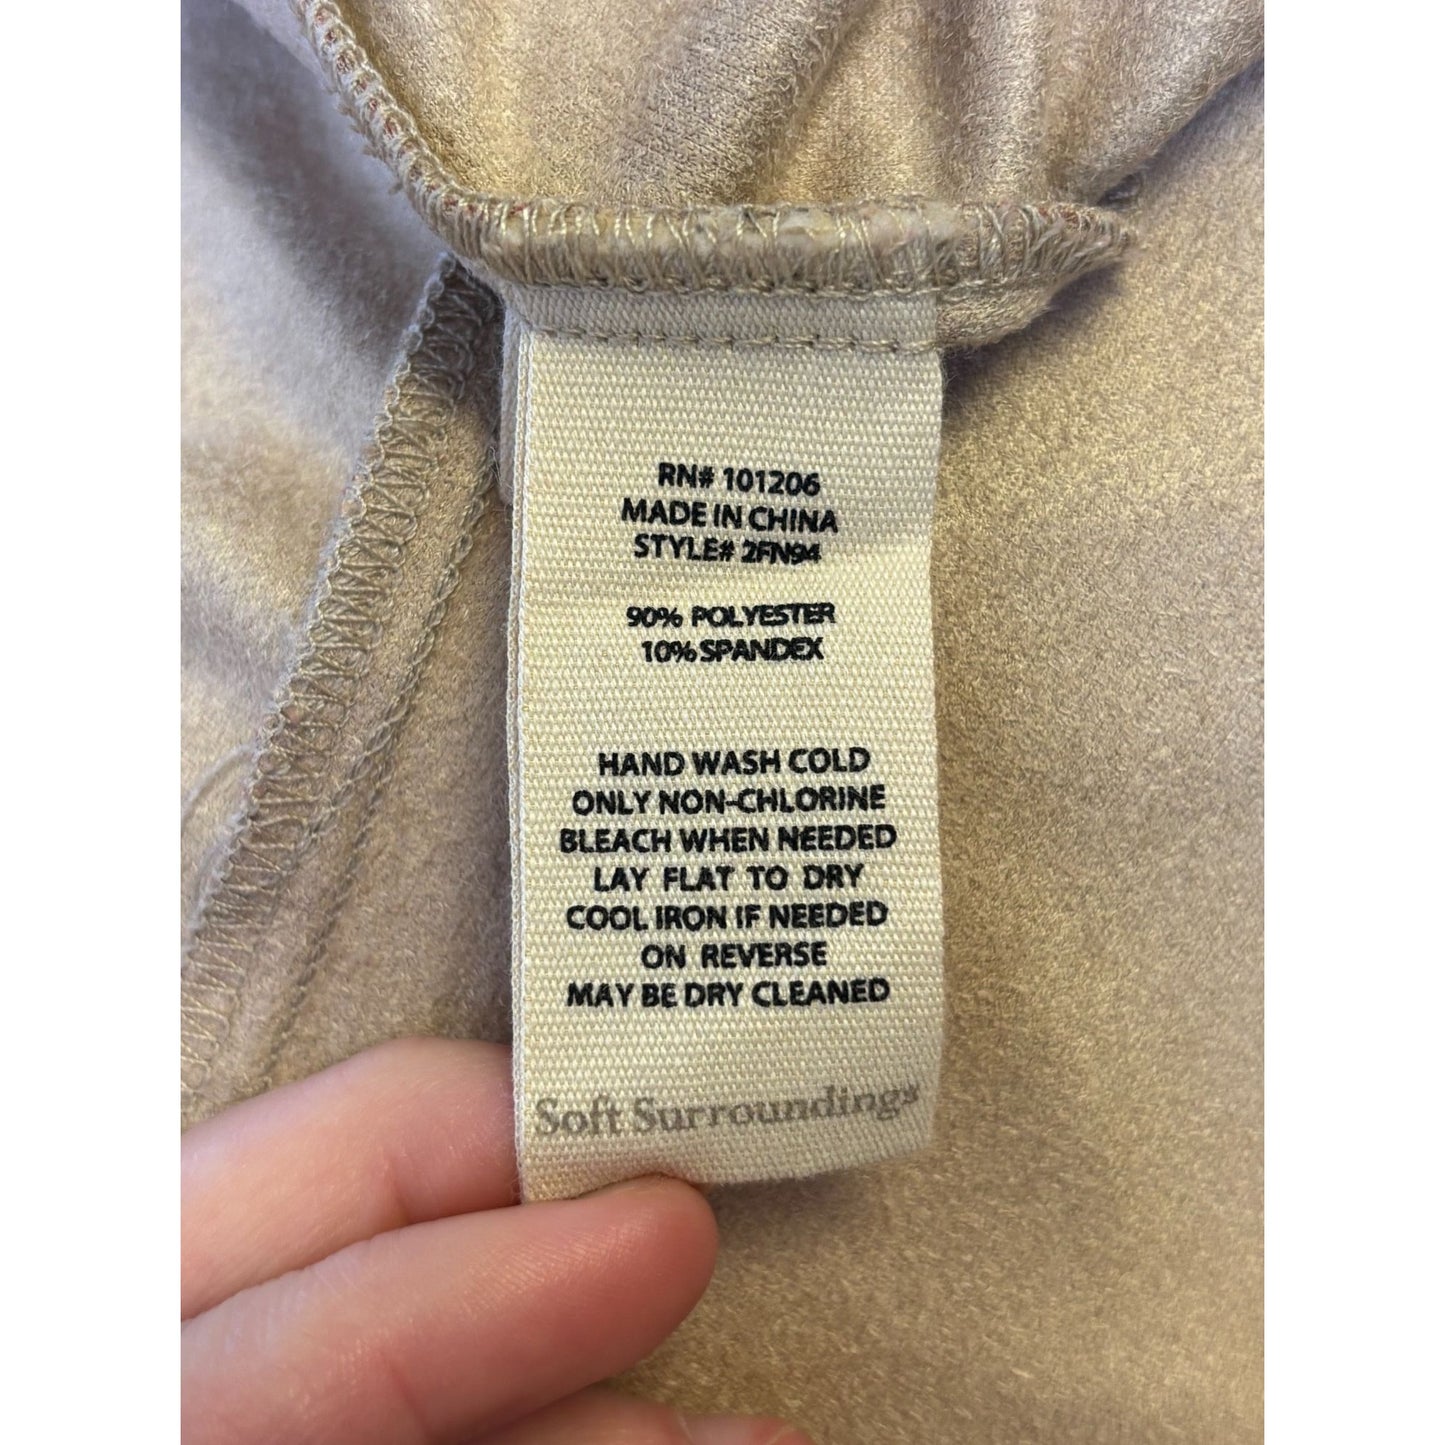 RN# 101206
MADE IN CHINA
STYLE# 2FN94
90% POLYESTER
10% SPANDEX
HAND WASH COLD
ONLY NON-CHLORINE
BLEACH WHEN NEEDED
LAY FLAT TO DRY
COOL IRON IF NEEDED
ON REVERSE
MAY BE DRY CLEANED
Soft Surroundings